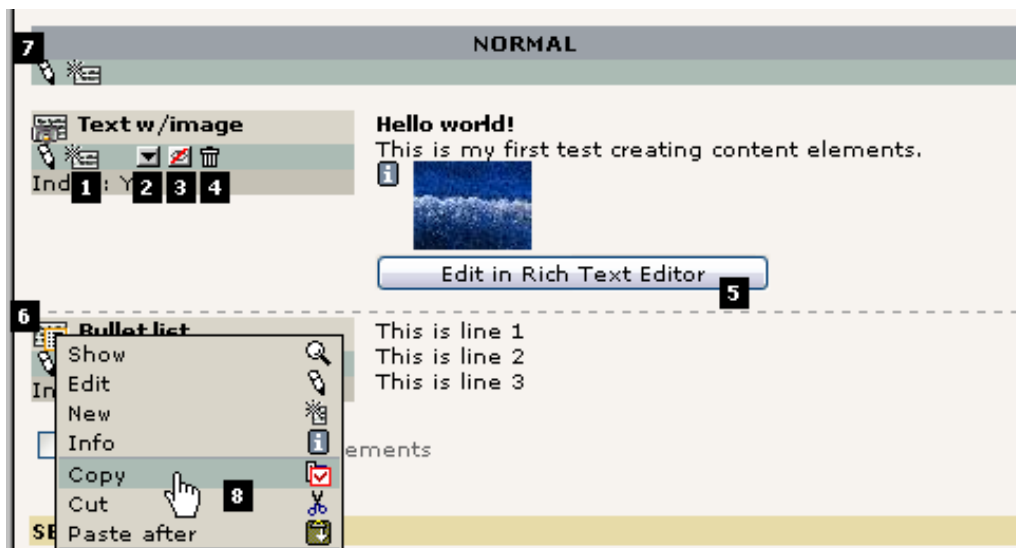 7
NORMAL
Text w/image
Hello world!
This is my first test creating content elements.
1 2 3 4
Edit in Rich Text Editor
5
6
Bullet list
This is line 1
This is line 2
This is line 3
Show
Edit
New
Info
Copy
8
Cut
Paste after